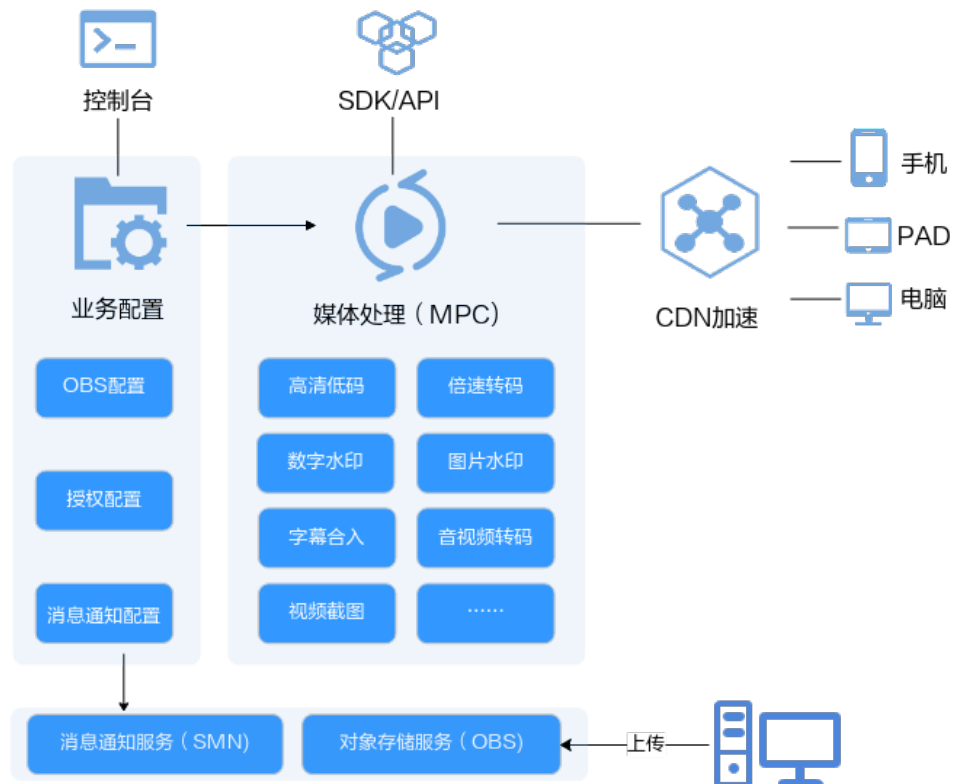 控制台
SDK/API
手机
PAD
电脑
业务配置
媒体处理（MPC）
CDN加速
OBS配置
高清低码
倍速转码
数字水印
图片水印
授权配置
字幕合入
音视频转码
消息通知配置
视频截图
……
消息通知服务（SMN)
对象存储服务（OBS)
上传